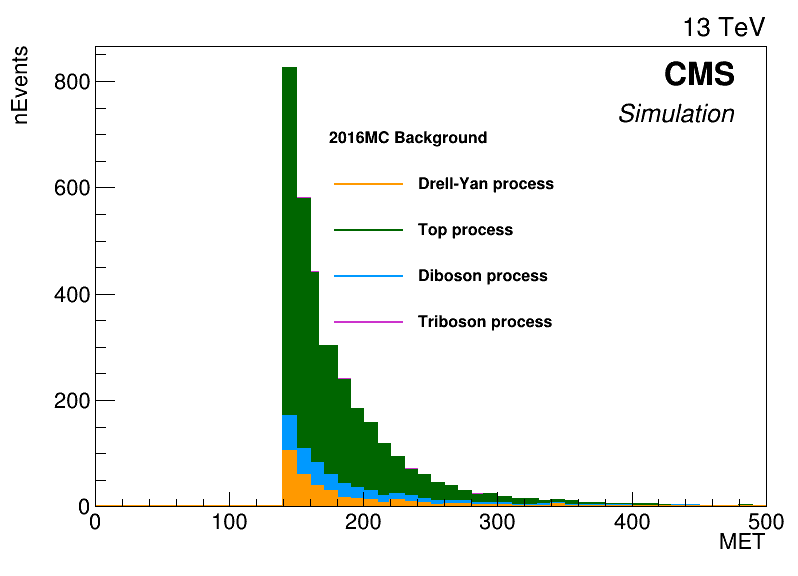 13 TeV
nEvents
CMS
Simulation
2016MC Background
Drell-Yan process
Top process
Diboson process
Triboson process
800
600
400
200
0
0 100 200 300 400 500
MET